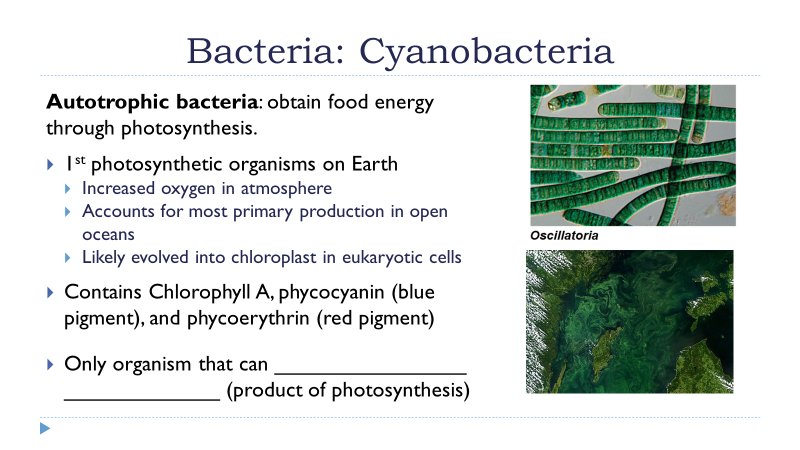 Bacteria: Cyanobacteria
Autotrophic bacteria: obtain food energy
through photosynthesis.
1st photosynthetic organisms on Earth
Increased oxygen in atmosphere
Accounts for most primary production in open
oceans
Likely evolved into chloroplast in eukaryotic cells
Contains Chlorophyll A, phycocyanin (blue
pigment), and phycoerythrin (red pigment)
Only organism that can _________________
______________ (product of photosynthesis)
Oscillatoria